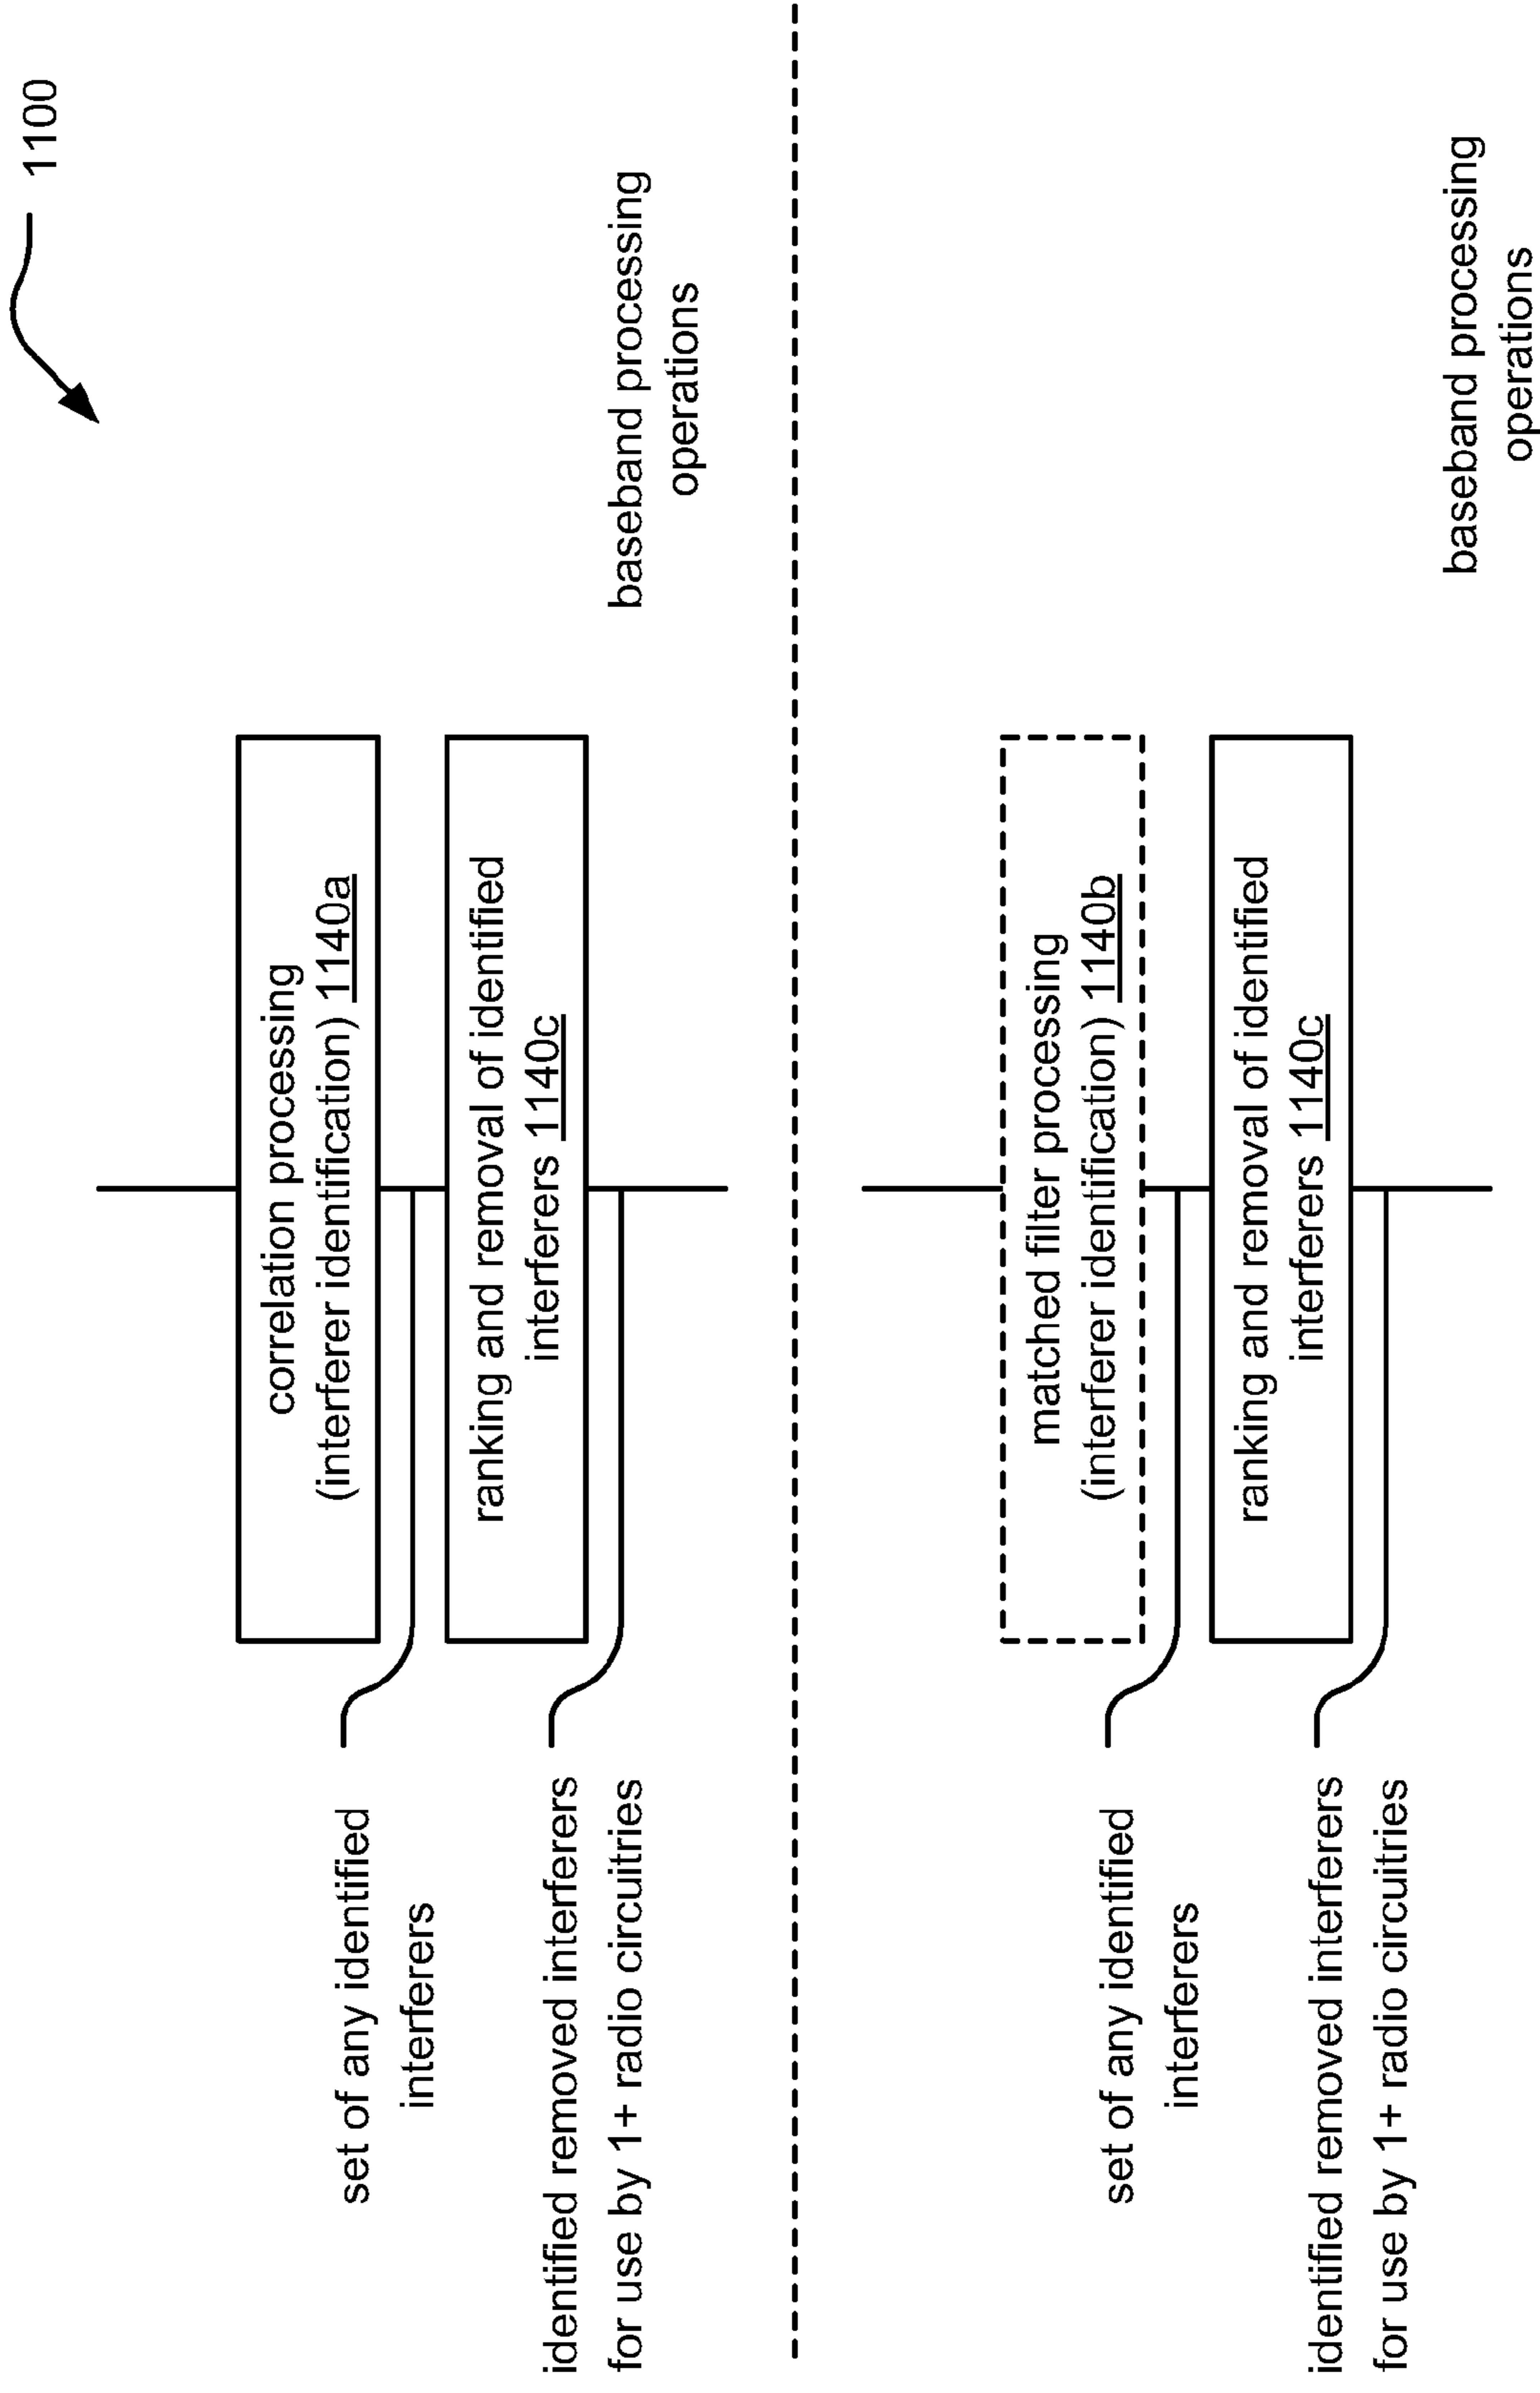 1100
correlation processing
(interferer identification) 1140a
set of any identified
interferers
ranking and removal of identified
interferers 1140c
identified removed interferers
for use by 1+ radio circuitries
baseband processing
operations
matched filter processing
(interferer identification) 1140b
set of any identified
interferers
ranking and removal of identified
interferers 1140c
identified removed interferers
for use by 1+ radio circuitries
baseband processing
operations